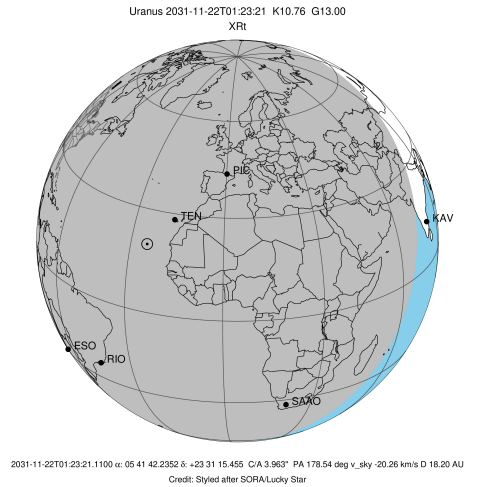 Uranus 2031-11-22T01:23:21 K10.76 G13.00
XRt
PIC
TEN
KAV
ESO
RIO
SAAO
2031-11-22T01:23:21.1100 α: 05 41 42.2352 δ: +23 31 15.455 C/A 3.963" PA 178.54 deg v_sky -20.26 km/s D 18.20 AU
Credit: Styled after SORA/Lucky Star